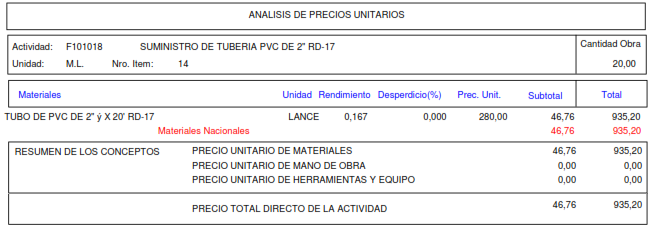 ANALISIS DE PRECIOS UNITARIOS
Actividad: F101018 SUMINISTRO DE TUBERIA PVC DE 2" RD-17 Cantidad Obra
Unidad: M.L. Nro. Item: 14 20,00
Materiales Unidad Rendimiento Desperdicio(%) Prec. Unit. Subtotal Total
TUBO DE PVC DE 2" ý X 20' RD-17 LANCE 0,167 0,000 280,00 46,76 935,20
Materiales Nacionales 46,76 935,20
RESUMEN DE LOS CONCEPTOS PRECIO UNITARIO DE MATERIALES 46,76 935,20
PRECIO UNITARIO DE MANO DE OBRA 0,00 0,00
PRECIO UNITARIO DE HERRAMIENTAS Y EQUIPO 0,00 0,00
PRECIO TOTAL DIRECTO DE LA ACTIVIDAD 46,76 935,20